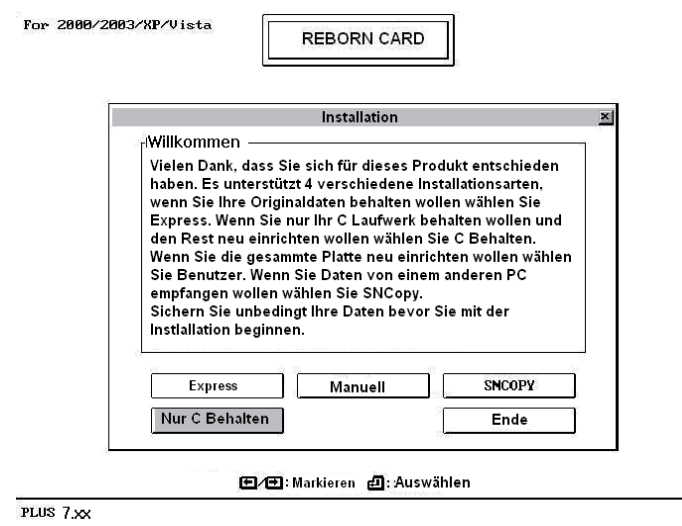 For 2000/2003/XP/Vista
REBORN CARD
Installation
Willkommen
Vielen Dank, dass Sie sich für dieses Produkt entschieden
haben. Es unterstützt 4 verschiedene Installationsarten,
wenn Sie Ihre Originaldaten behalten wollen wählen Sie
Express. Wenn Sie nur Ihr C Laufwerk behalten wollen und
den Rest neu einrichten wollen wählen Sie C Behalten.
Wenn Sie die gesammte Platte neu einrichten wollen wählen
Sie Benutzer. Wenn Sie Daten von einem anderen PC
empfangen wollen wählen Sie SNCopy.
Sichern Sie unbedingt Ihre Daten bevor Sie mit der
Instlallation beginnen.
Express Manuell SNCOPY
Nur C Behalten Ende
←/→: Markieren ⏎: :Auswählen
PLUS 7.xx